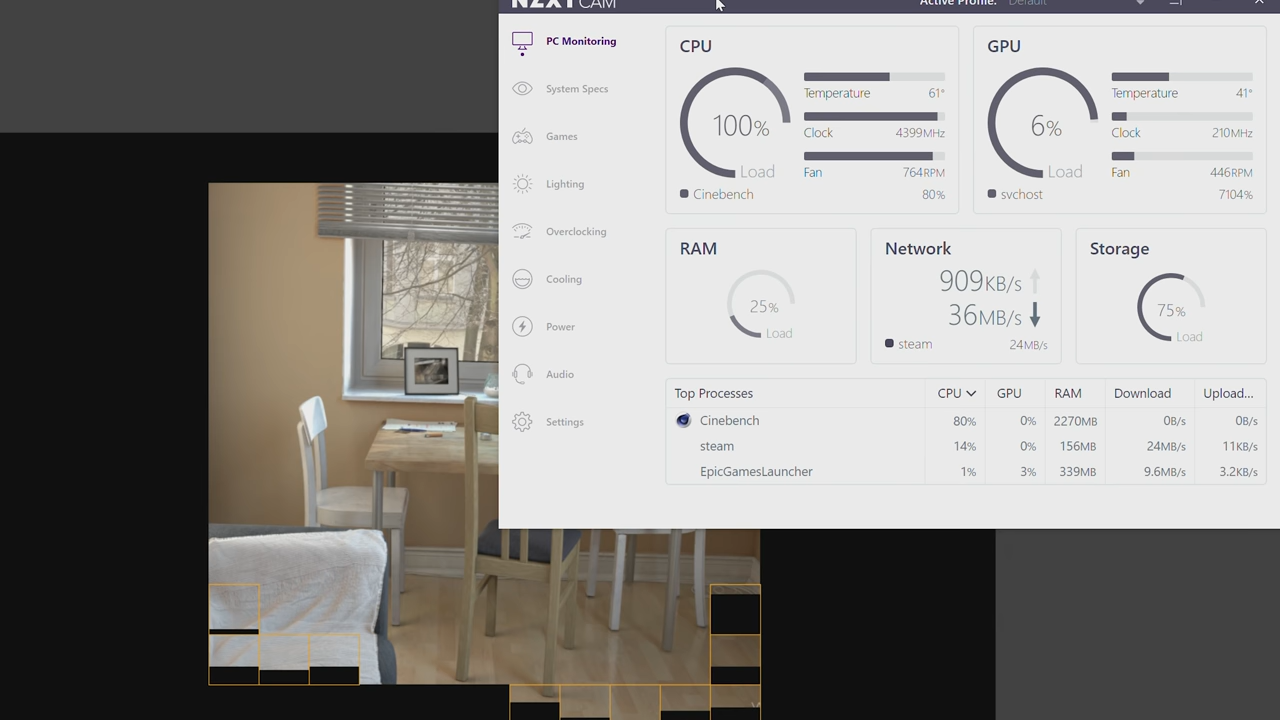 NZXT CAM
Active Profile: Default
PC Monitoring
System Specs
Games
Lighting
Overclocking
Cooling
Power
Audio
Settings
CPU
100%
Load
Temperature 61°
Clock 4399MHz
Fan 764RPM
Cinebench 80%
GPU
6%
Load
Temperature 41°
Clock 210MHz
Fan 446RPM
svchost 7104%
RAM
25%
Load
Network
909KB/s
36MB/s
steam 24MB/s
Storage
75%
Load
Top Processes CPU GPU RAM Download Upload...
Cinebench 80% 0% 2270MB 0B/s 0B/s
steam 14% 0% 156MB 24MB/s 11KB/s
EpicGamesLauncher 1% 3% 339MB 9.6MB/s 3.2KB/s